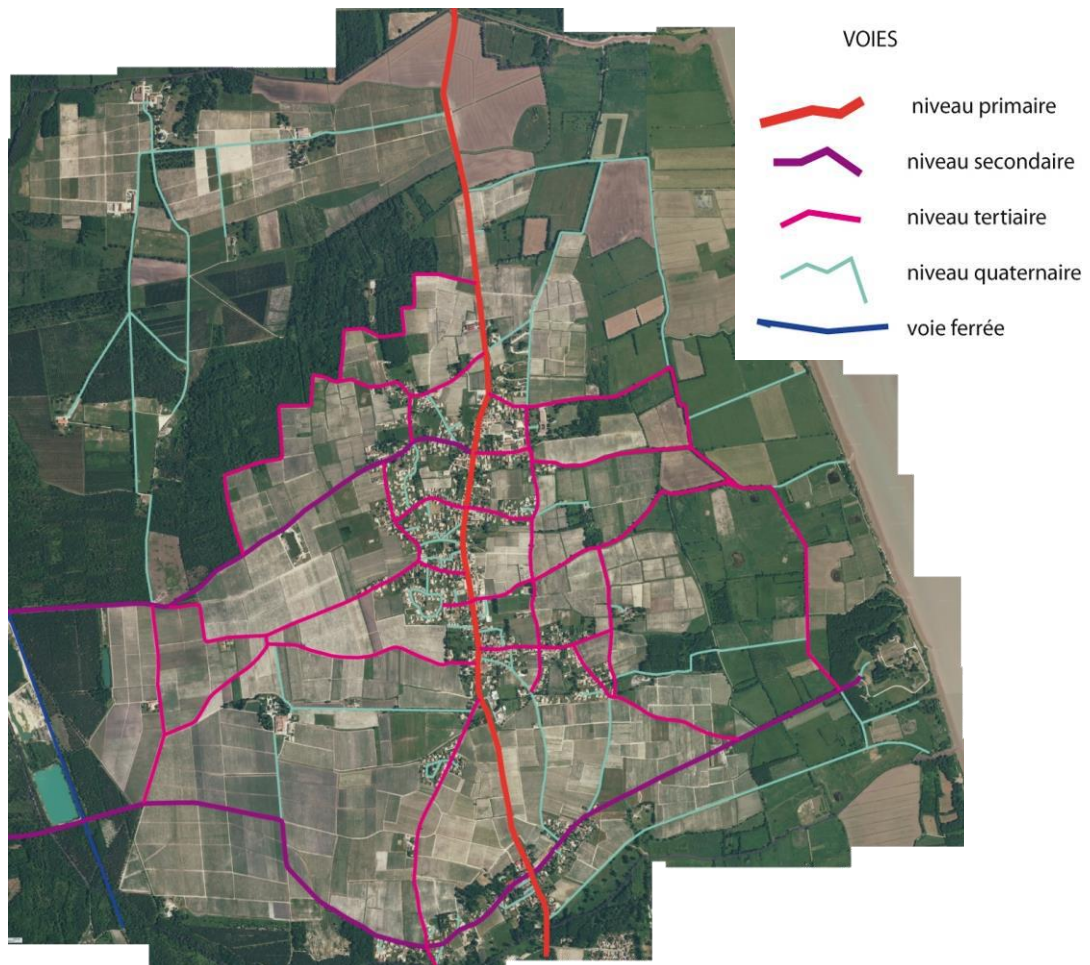 VOIES
niveau primaire
niveau secondaire
niveau tertiaire
niveau quaternaire
voie ferrée